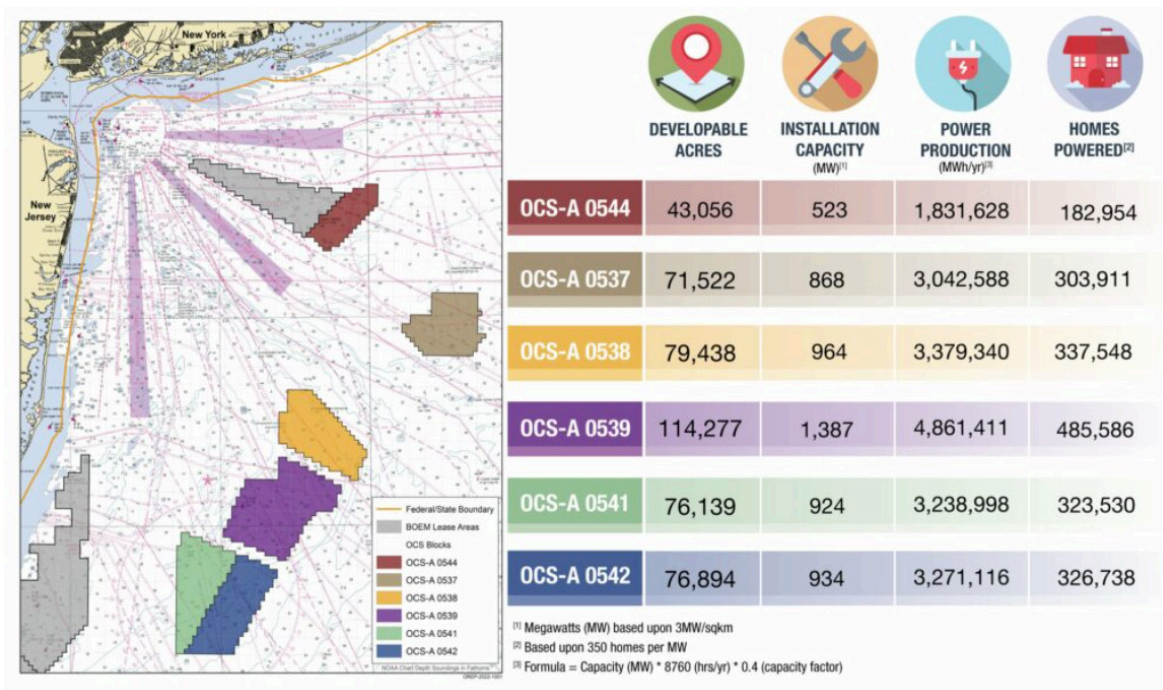 New York
New
Jersey
Federal/State Boundary
BOEM Lease Areas
OCS Blocks
OCS-A 0544
OCS-A 0537
OCS-A 0538
OCS-A 0539
OCS-A 0541
OCS-A 0542
NOAA Chart Depth Soundings in Fathoms
OREP-2022-1001
DEVELOPABLE
ACRES
INSTALLATION
CAPACITY
(MW)[1]
POWER
PRODUCTION
(MWh/yr)[3]
HOMES
POWERED[2]
OCS-A 0544 43,056 523 1,831,628 182,954
OCS-A 0537 71,522 868 3,042,588 303,911
OCS-A 0538 79,438 964 3,379,340 337,548
OCS-A 0539 114,277 1,387 4,861,411 485,586
OCS-A 0541 76,139 924 3,238,998 323,530
OCS-A 0542 76,894 934 3,271,116 326,738
[1] Megawatts (MW) based upon 3MW/sqkm
[2] Based upon 350 homes per MW
[3] Formula = Capacity (MW) * 8760 (hrs/yr) * 0.4 (capacity factor)